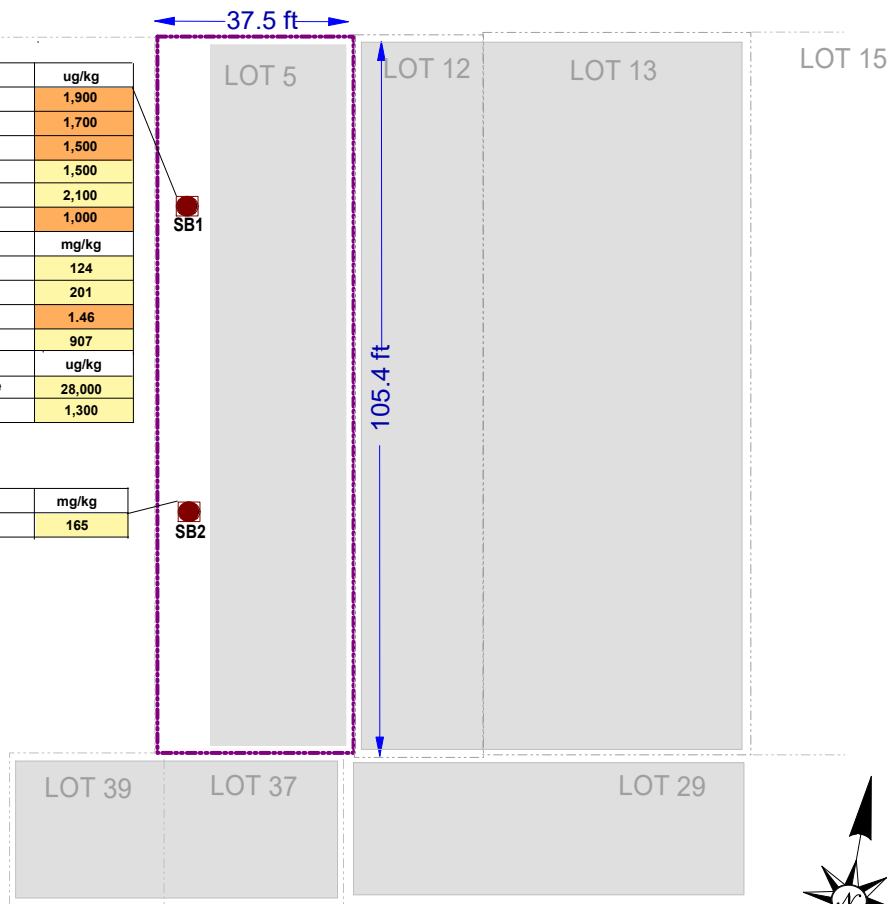 37.5 ft
LOT 5
LOT 12
LOT 13
LOT 15
ug/kg
1,900
1,700
1,500
1,500
2,100
1,000
mg/kg
124
201
1.46
907
ug/kg
28,000
1,300
SB1
105.4 ft
mg/kg
165
SB2
LOT 39
LOT 37
LOT 29
N